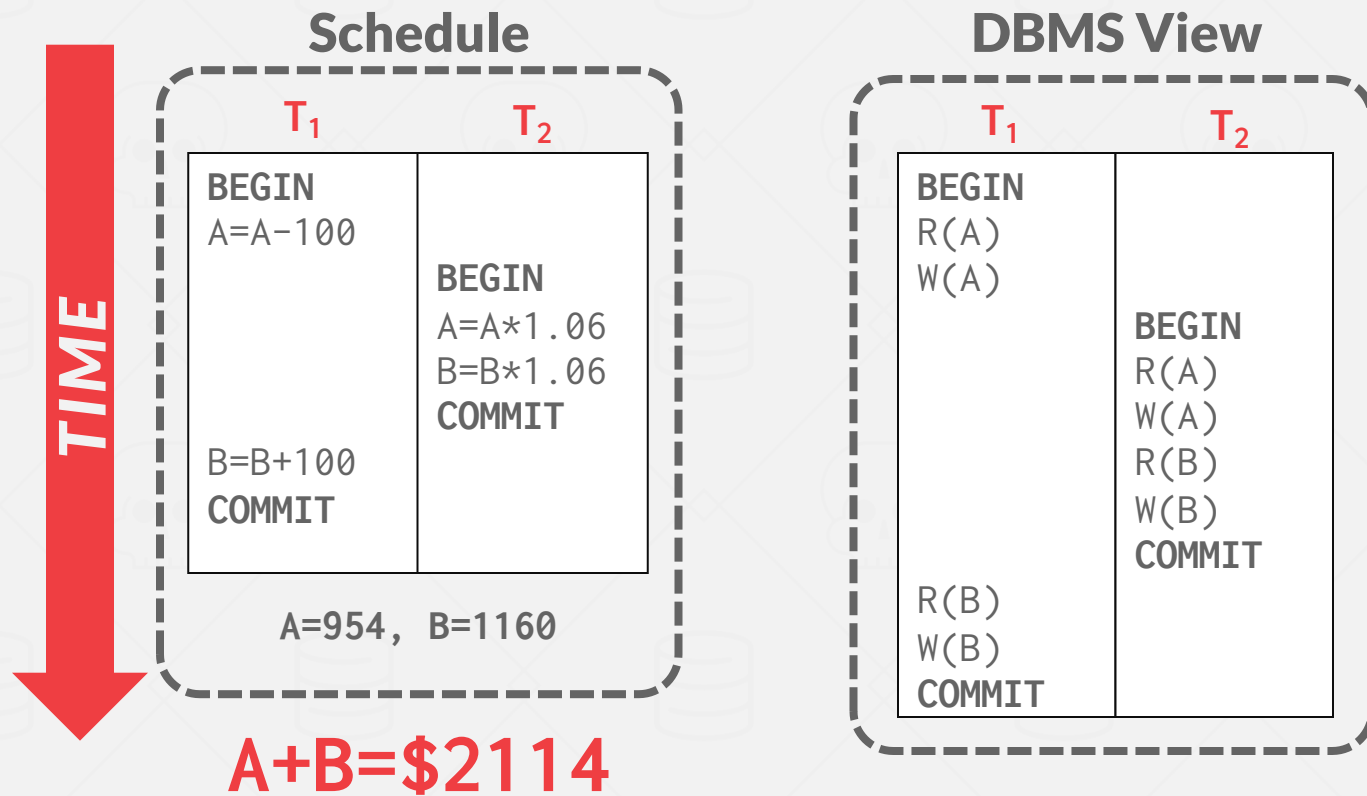 Schedule
DBMS View
TIME
T₁
T₂
BEGIN
A=A-100
BEGIN
A=A*1.06
B=B*1.06
COMMIT
B=B+100
COMMIT
A=954, B=1160
A+B=$2114
T₁
T₂
BEGIN
R(A)
W(A)
BEGIN
R(A)
W(A)
R(B)
W(B)
COMMIT
R(B)
W(B)
COMMIT